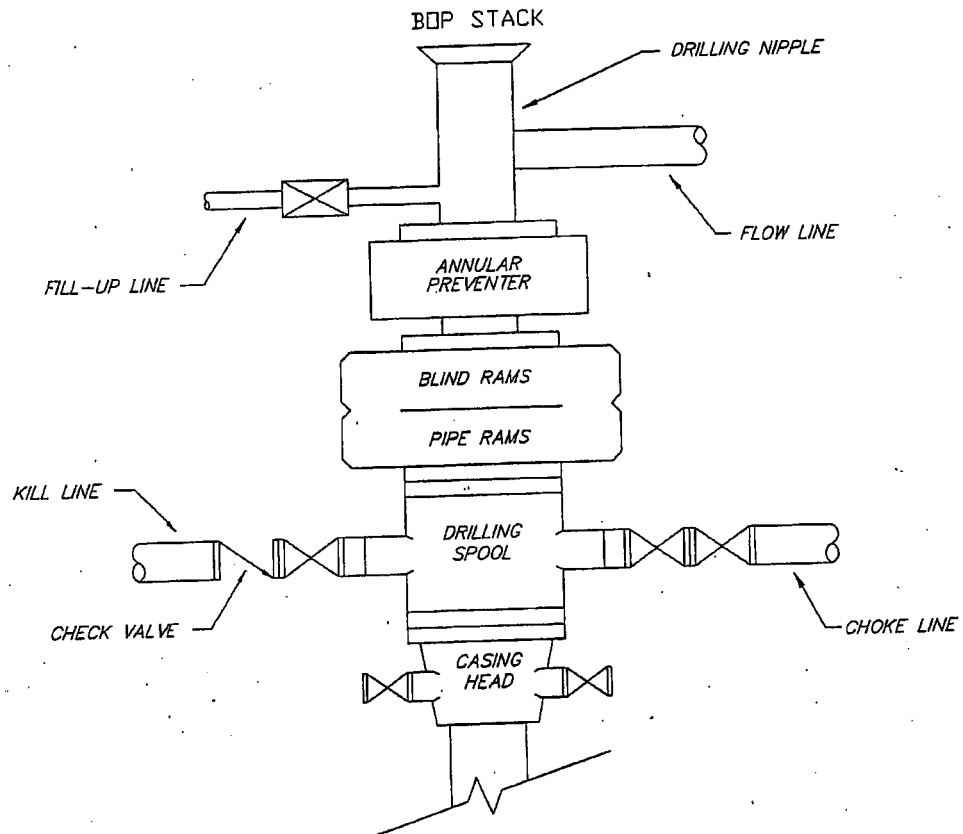 BOP STACK
DRILLING NIPPLE
FLOW LINE
FILL-UP LINE
ANNULAR
PREVENTER
BLIND RAMS
PIPE RAMS
KILL LINE
DRILLING
SPOOL
CHECK VALVE
CHOKE LINE
CASING
HEAD